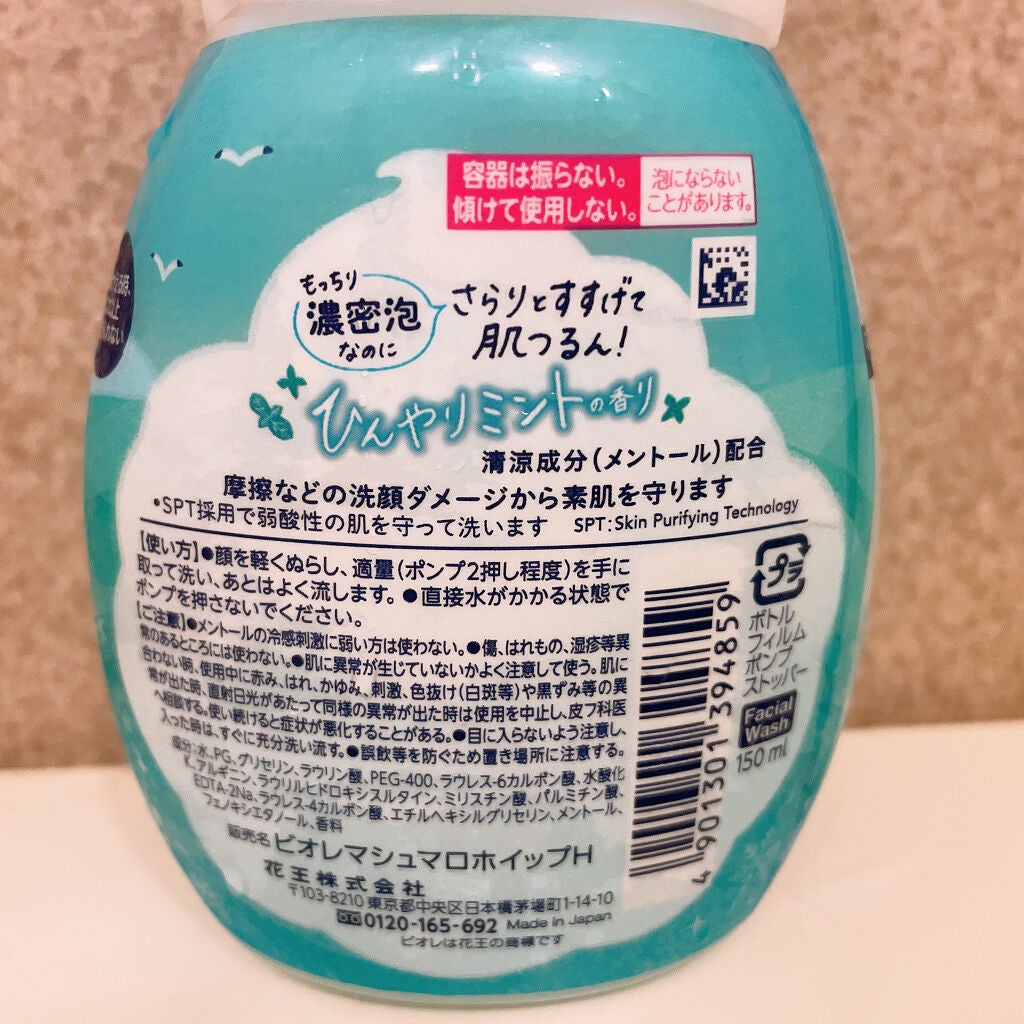 容器は振らない。
傾けて使用しない。
泡にならない
ことがあります。
もっちり
濃密泡
なのに
さらりとすすげて
肌つるん!
ひんやりミントの香り
清涼成分(メントール)配合
摩擦などの洗顔ダメージから素肌を守ります
•SPT採用で弱酸性の肌を守って洗います SPT:Skin Purifying Technology
【使い方】●顔を軽くぬらし、適量(ポンプ2押し程度)を手に
取って洗い、あとはよく流します。●直接水がかかる状態で
ポンプを押さないでください。
【ご注意】●メントールの冷感刺激に弱い方は使わない。●傷、はれもの、湿疹等異
常のあるところには使わない。●肌に異常が生じていないかよく注意して使う。肌に
合わない時、使用中に赤み、はれ、かゆみ、刺激、色抜け(白斑等)や黒ずみ等の異
常が出た時、直射日光があたって同様の異常が出た時は使用を中止し、皮フ科医
へ相談する。使い続けると症状が悪化することがある。●目に入らないよう注意し、
入った時は、すぐに充分洗い流す。●誤飲等を防ぐため置き場所に注意する。
成分:水、PG、グリセリン、ラウリン酸、PEG-400、ラウレス-6カルボン酸、水酸化
K、アルギニン、ラウリルヒドロキシスルタイン、ミリスチン酸、パルミチン酸、
EDTA-2Na、ラウレス-4カルボン酸、エチルヘキシルグリセリン、メントール、
フェノキシエタノール、香料
販売名 ビオレマシュマロホイップH
花王株式会社
〒103-8210 東京都中央区日本橋茅場町1-14-10
0120-165-692 Made in Japan
ビオレは花王の商標です
プラ
ボトル
フィルム
ポンプ
ストッパー
Facial
Wash
150 ml
4 901301 394859